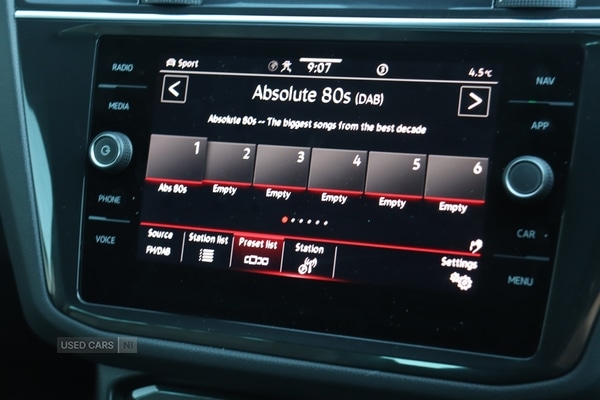 Sport 9:07 4.5°C
RADIO
MEDIA
PHONE
VOICE
NAV
APP
CAR
MENU
< Absolute 80s (DAB) >
Absolute 80s -- The biggest songs from the best decade
1 2 3 4 5 6
Abs 80s Empty Empty Empty Empty Empty
Source Station list Preset list Station Settings
FM/DAB
USED CARS NI